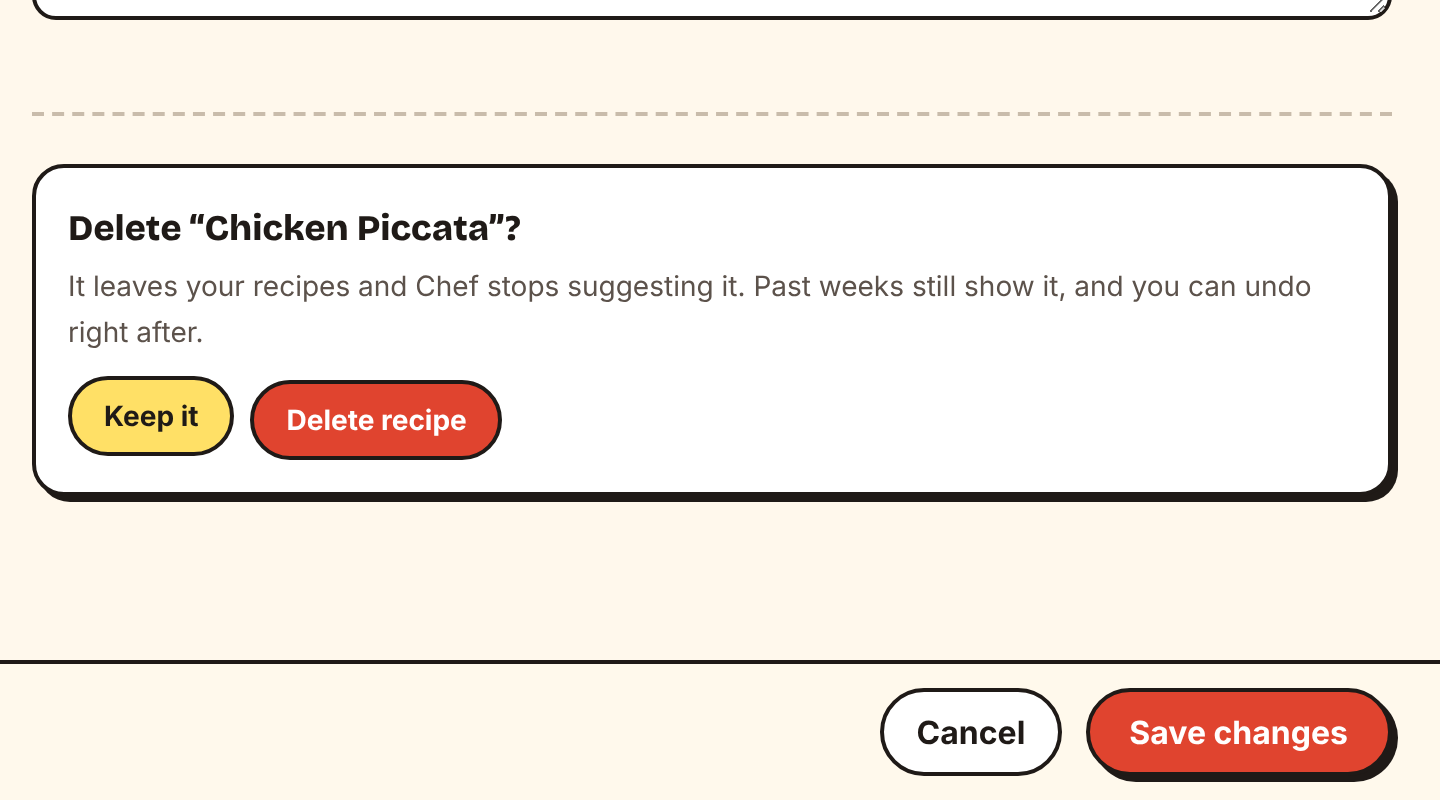 Delete “Chicken Piccata”?
It leaves your recipes and Chef stops suggesting it. Past weeks still show it, and you can undo
right after.
Keep it
Delete recipe
Cancel
Save changes